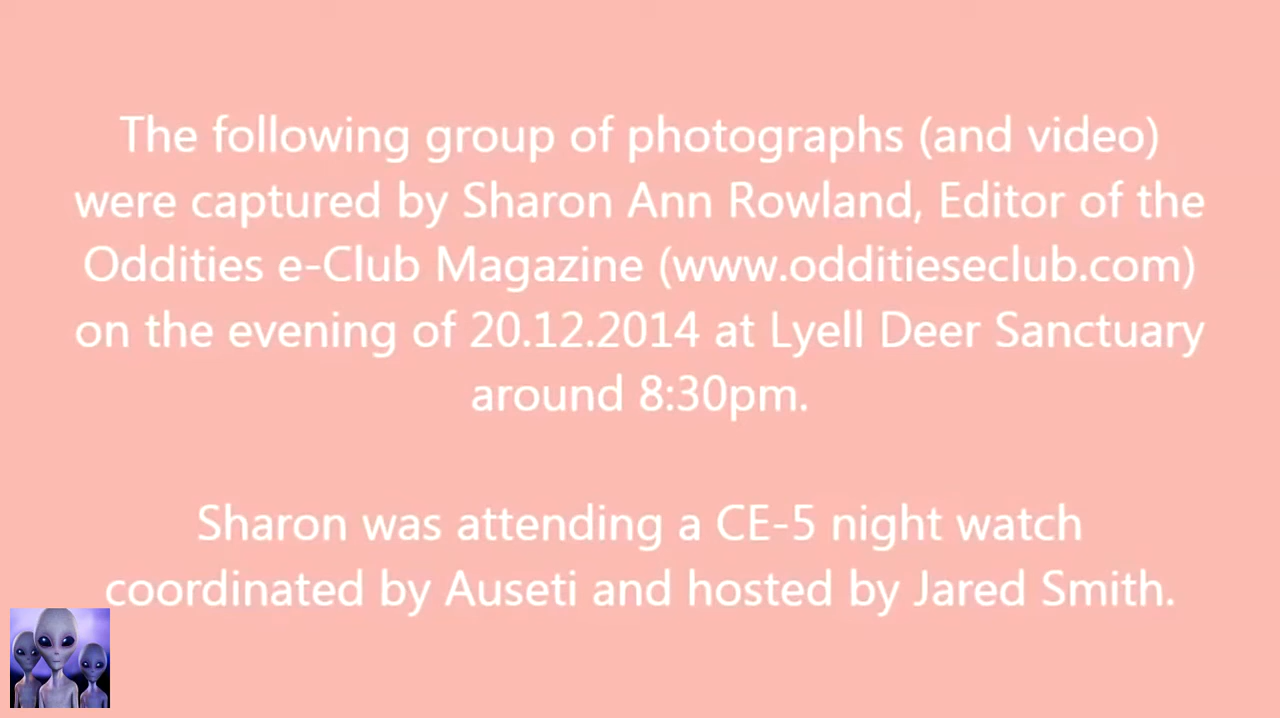 The following group of photographs (and video)
were captured by Sharon Ann Rowland, Editor of the
Oddities e-Club Magazine (www.odditieseclub.com)
on the evening of 20.12.2014 at Lyell Deer Sanctuary
around 8:30pm.
Sharon was attending a CE-5 night watch
coordinated by Auseti and hosted by Jared Smith.